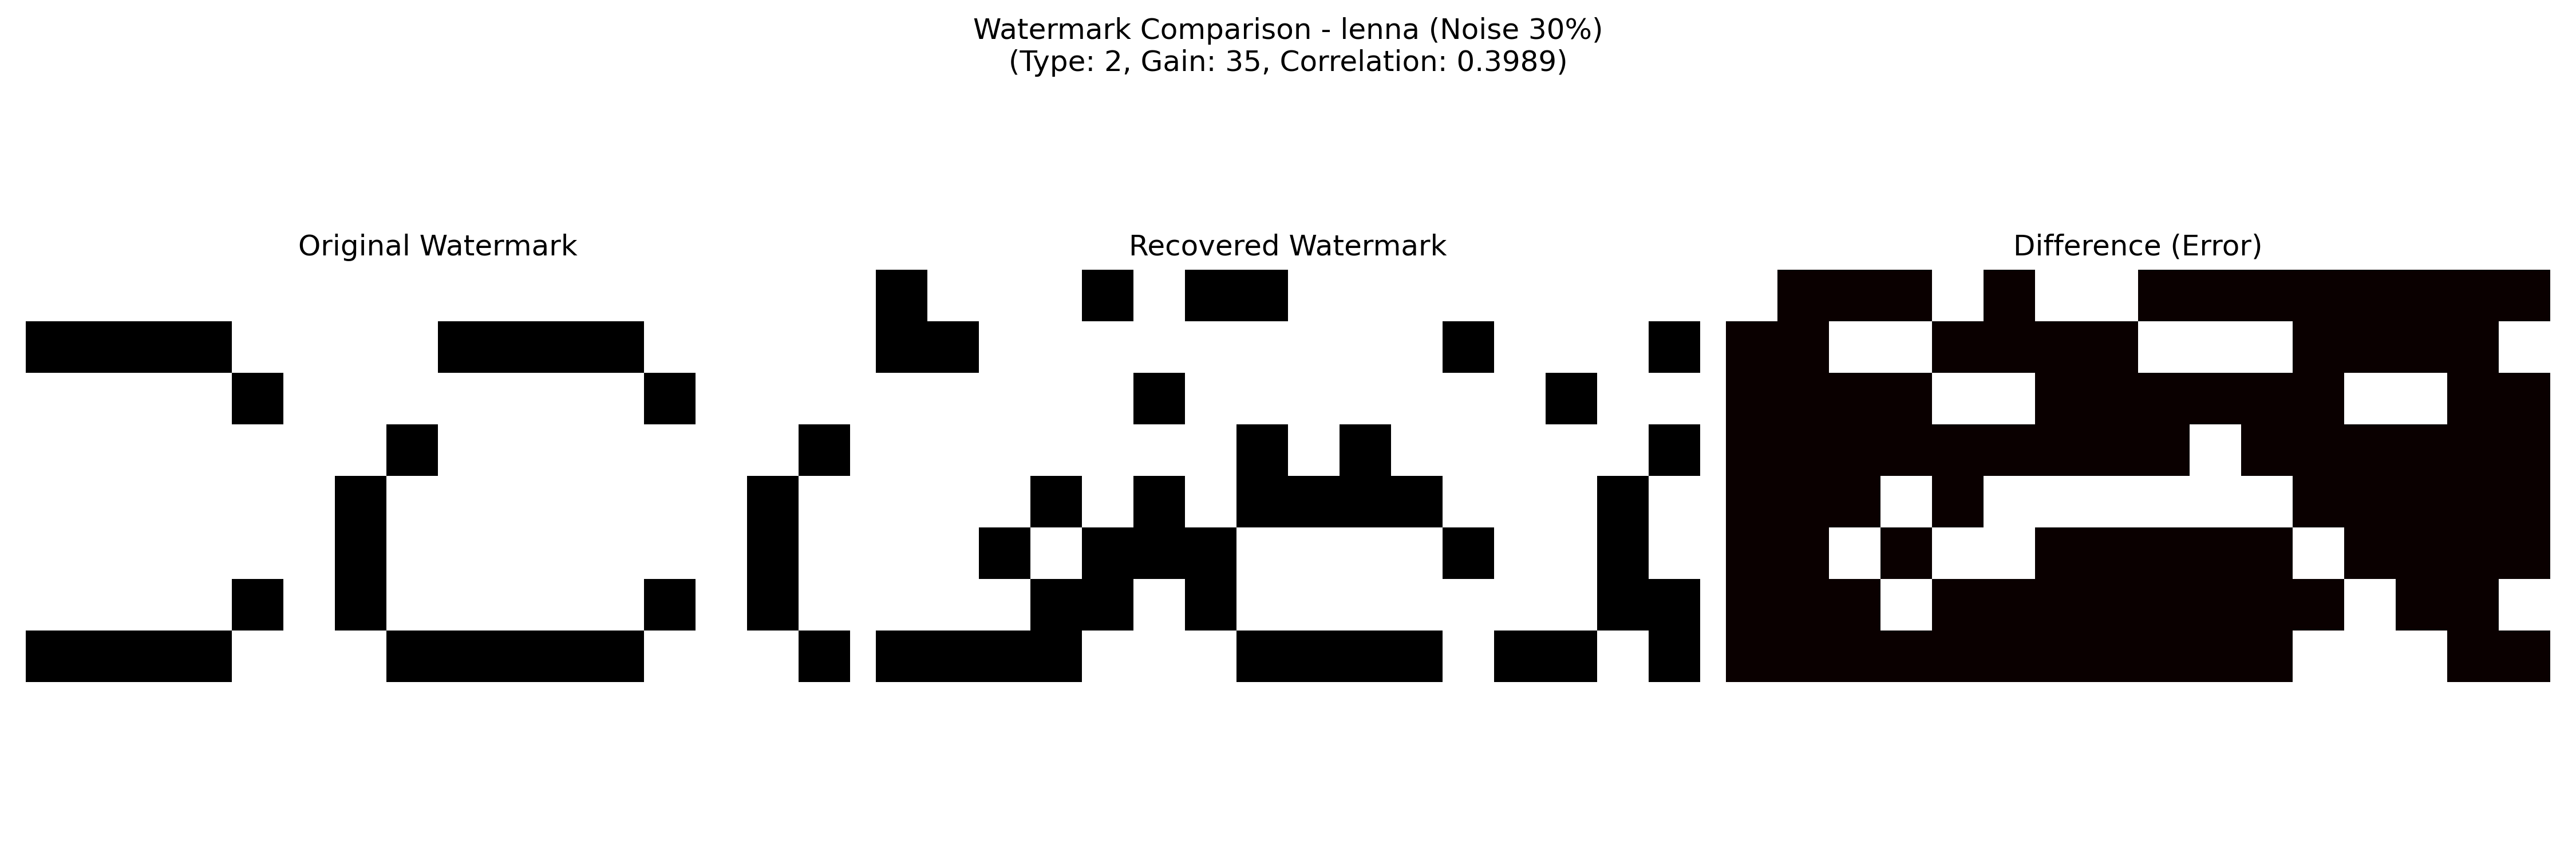 Watermark Comparison - lenna (Noise 30%)
(Type: 2, Gain: 35, Correlation: 0.3989)
Original Watermark
Recovered Watermark
Difference (Error)